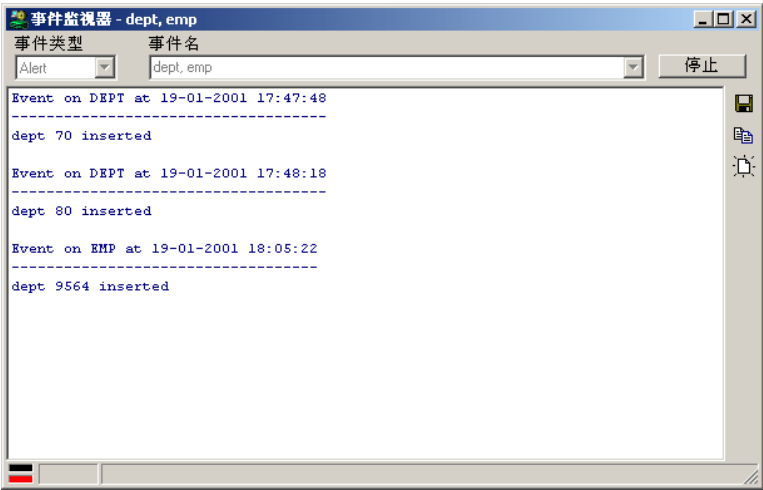 事件监视器 - dept, emp
事件类型 事件名
Alert dept, emp 停止
Event on DEPT at 19-01-2001 17:47:48
------------------------------------
dept 70 inserted
Event on DEPT at 19-01-2001 17:48:18
------------------------------------
dept 80 inserted
Event on EMP at 19-01-2001 18:05:22
-----------------------------------
dept 9564 inserted